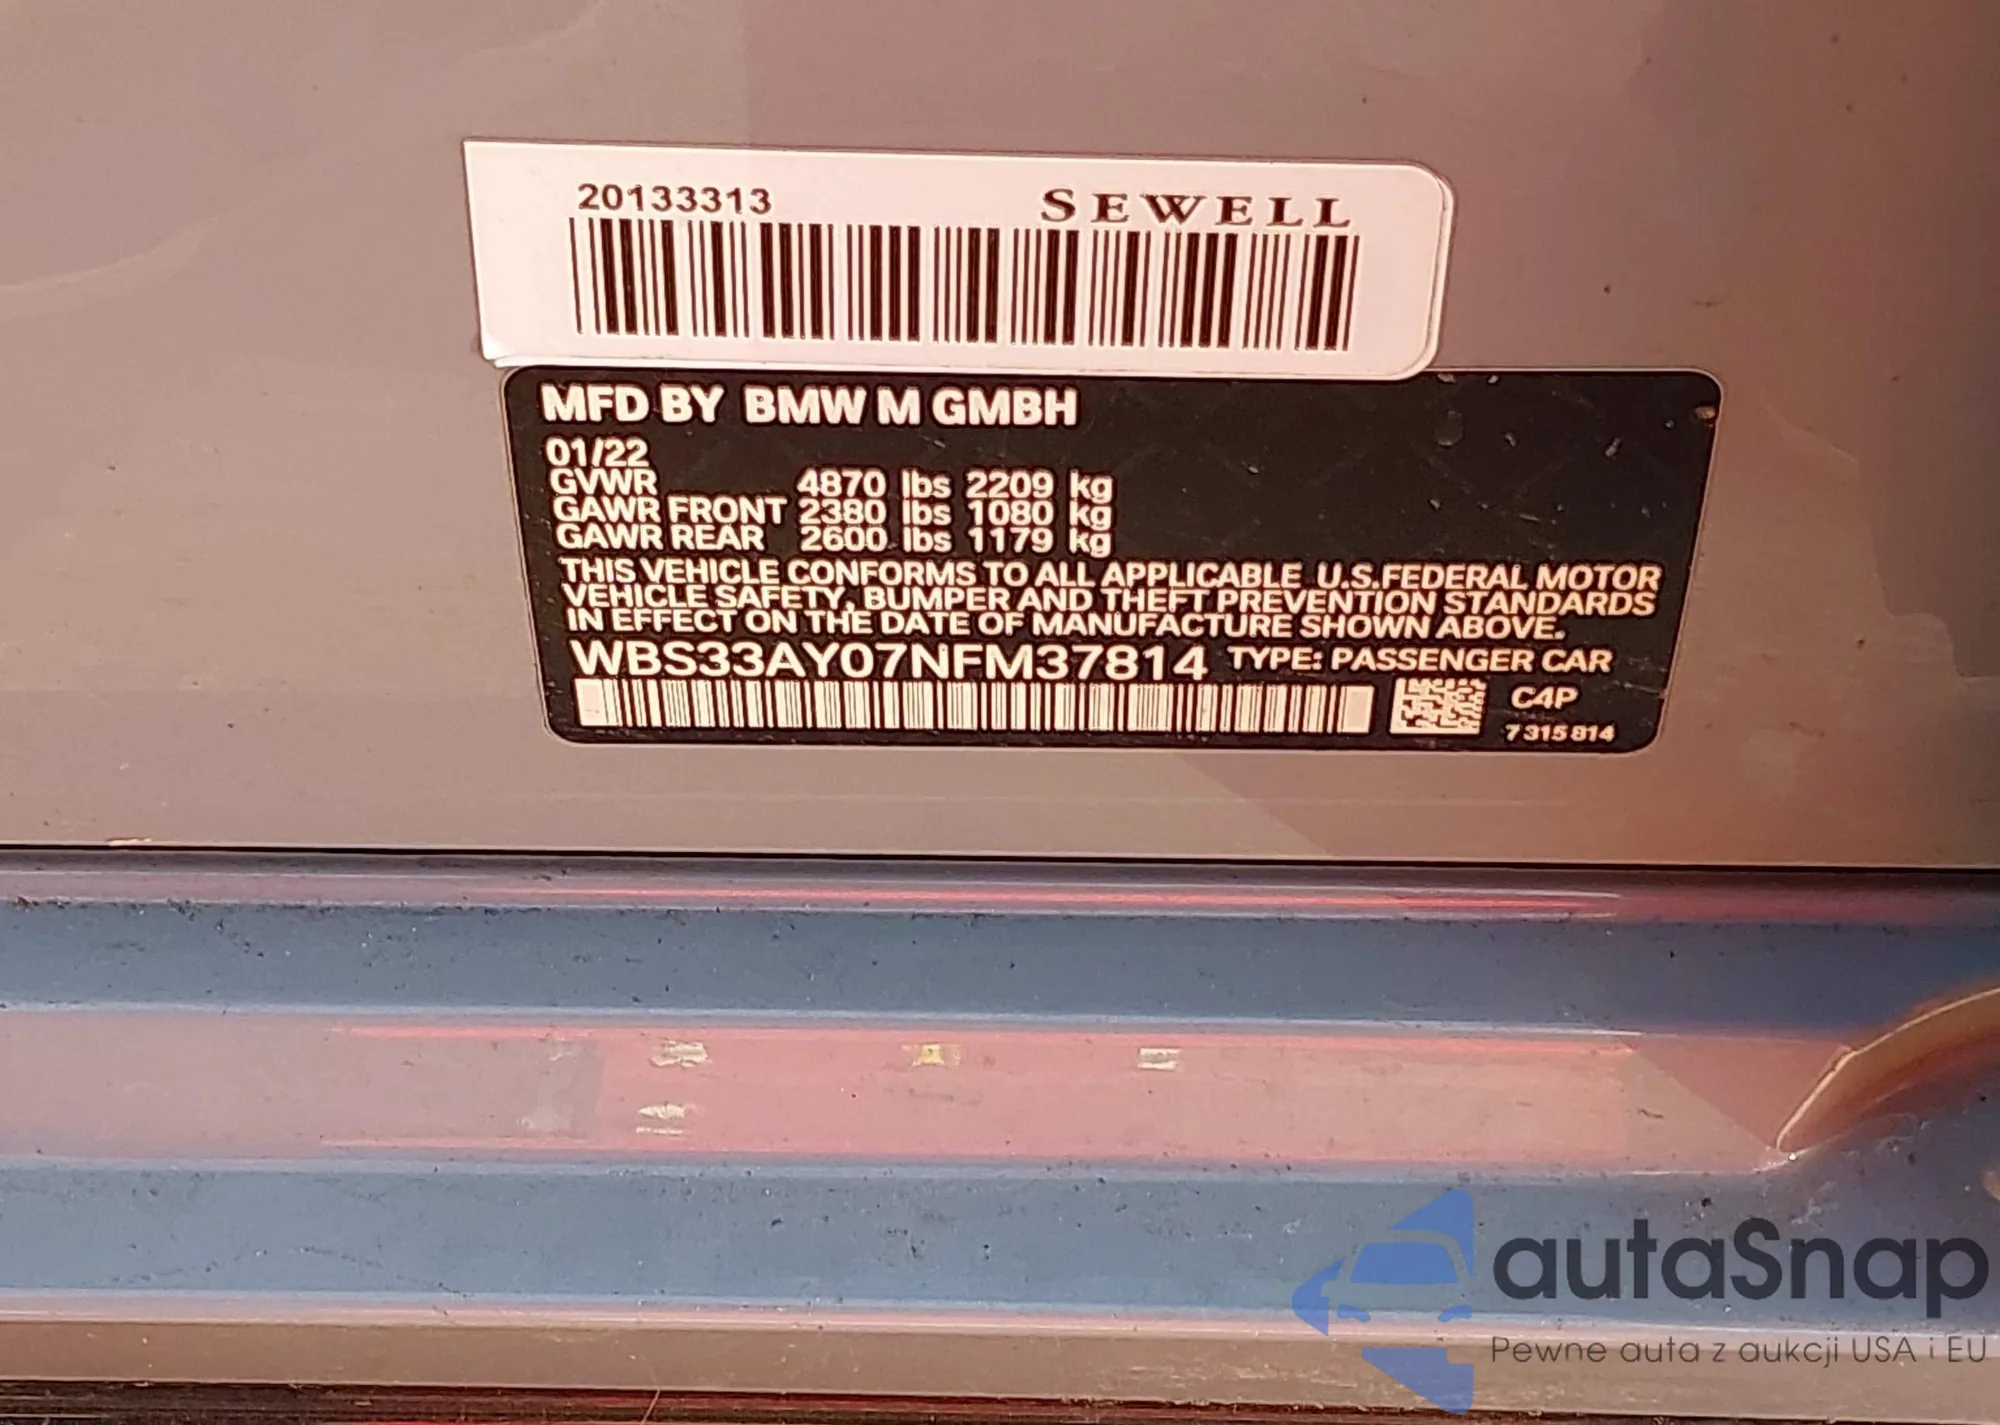 20133313 SEWELL
MFD BY BMW M GMBH
01/22
GVWR 4870 lbs 2209 kg
GAWR FRONT 2380 lbs 1080 kg
GAWR REAR 2600 lbs 1179 kg
THIS VEHICLE CONFORMS TO ALL APPLICABLE U.S.FEDERAL MOTOR
VEHICLE SAFETY, BUMPER AND THEFT PREVENTION STANDARDS
IN EFFECT ON THE DATE OF MANUFACTURE SHOWN ABOVE.
WBS33AY07NFM37814 TYPE: PASSENGER CAR
C4P
7 315 814
autaSnap
Pewne auta z aukcji USA i EU